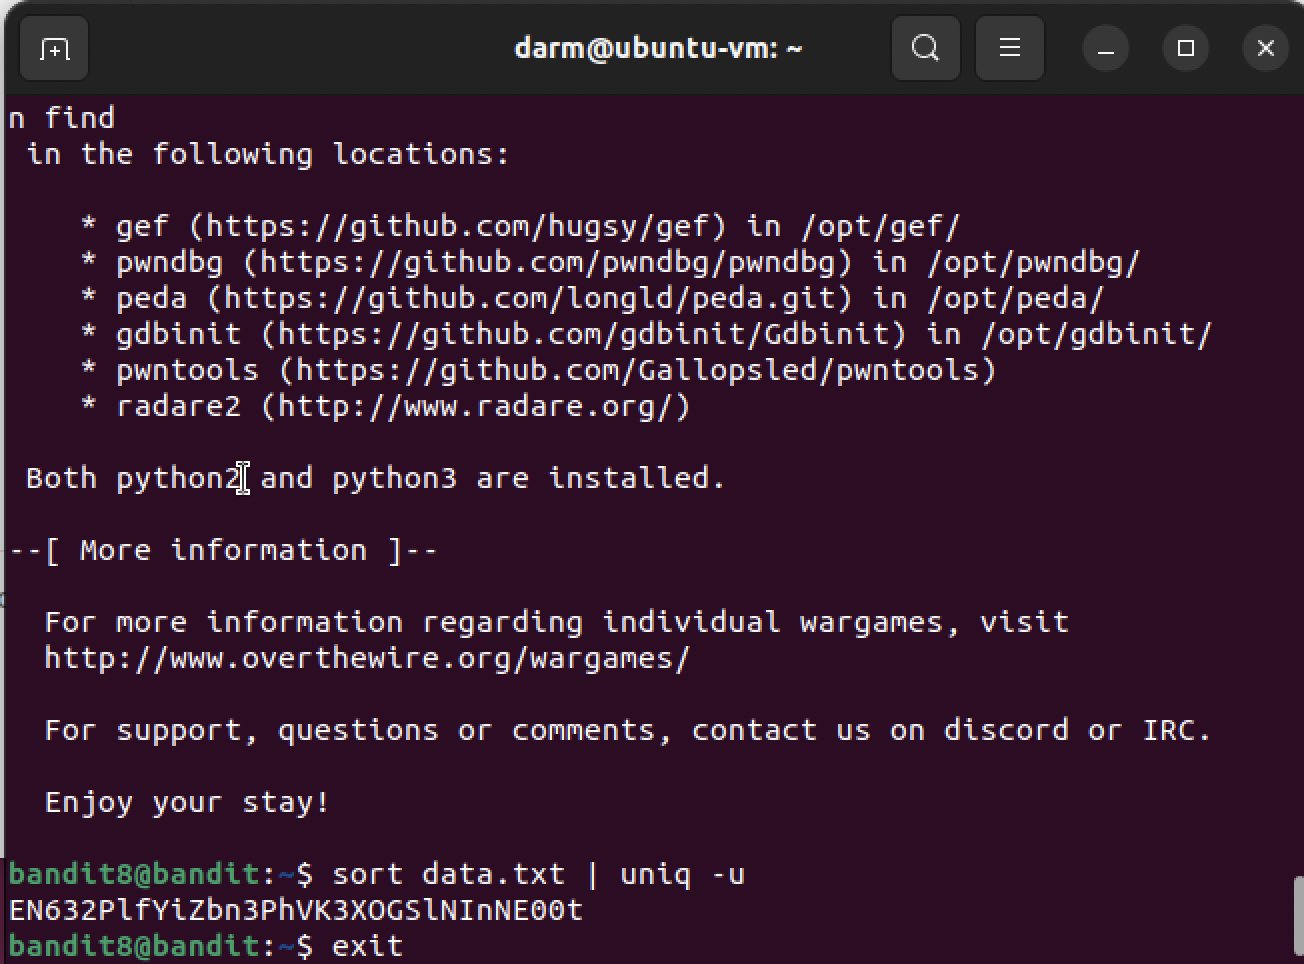 darm@ubuntu-vm: ~
n find
in the following locations:
* gef (https://github.com/hugsy/gef) in /opt/gef/
* pwndbg (https://github.com/pwndbg/pwndbg) in /opt/pwndbg/
* peda (https://github.com/longld/peda.git) in /opt/peda/
* gdbinit (https://github.com/gdbinit/Gdbinit) in /opt/gdbinit/
* pwntools (https://github.com/Gallopsled/pwntools)
* radare2 (http://www.radare.org/)
Both python2 and python3 are installed.
--[ More information ]--
For more information regarding individual wargames, visit
http://www.overthewire.org/wargames/
For support, questions or comments, contact us on discord or IRC.
Enjoy your stay!
bandit8@bandit:~$ sort data.txt | uniq -u
EN632PlfYiZbn3PhVK3XOGSlNInNE00t
bandit8@bandit:~$ exit